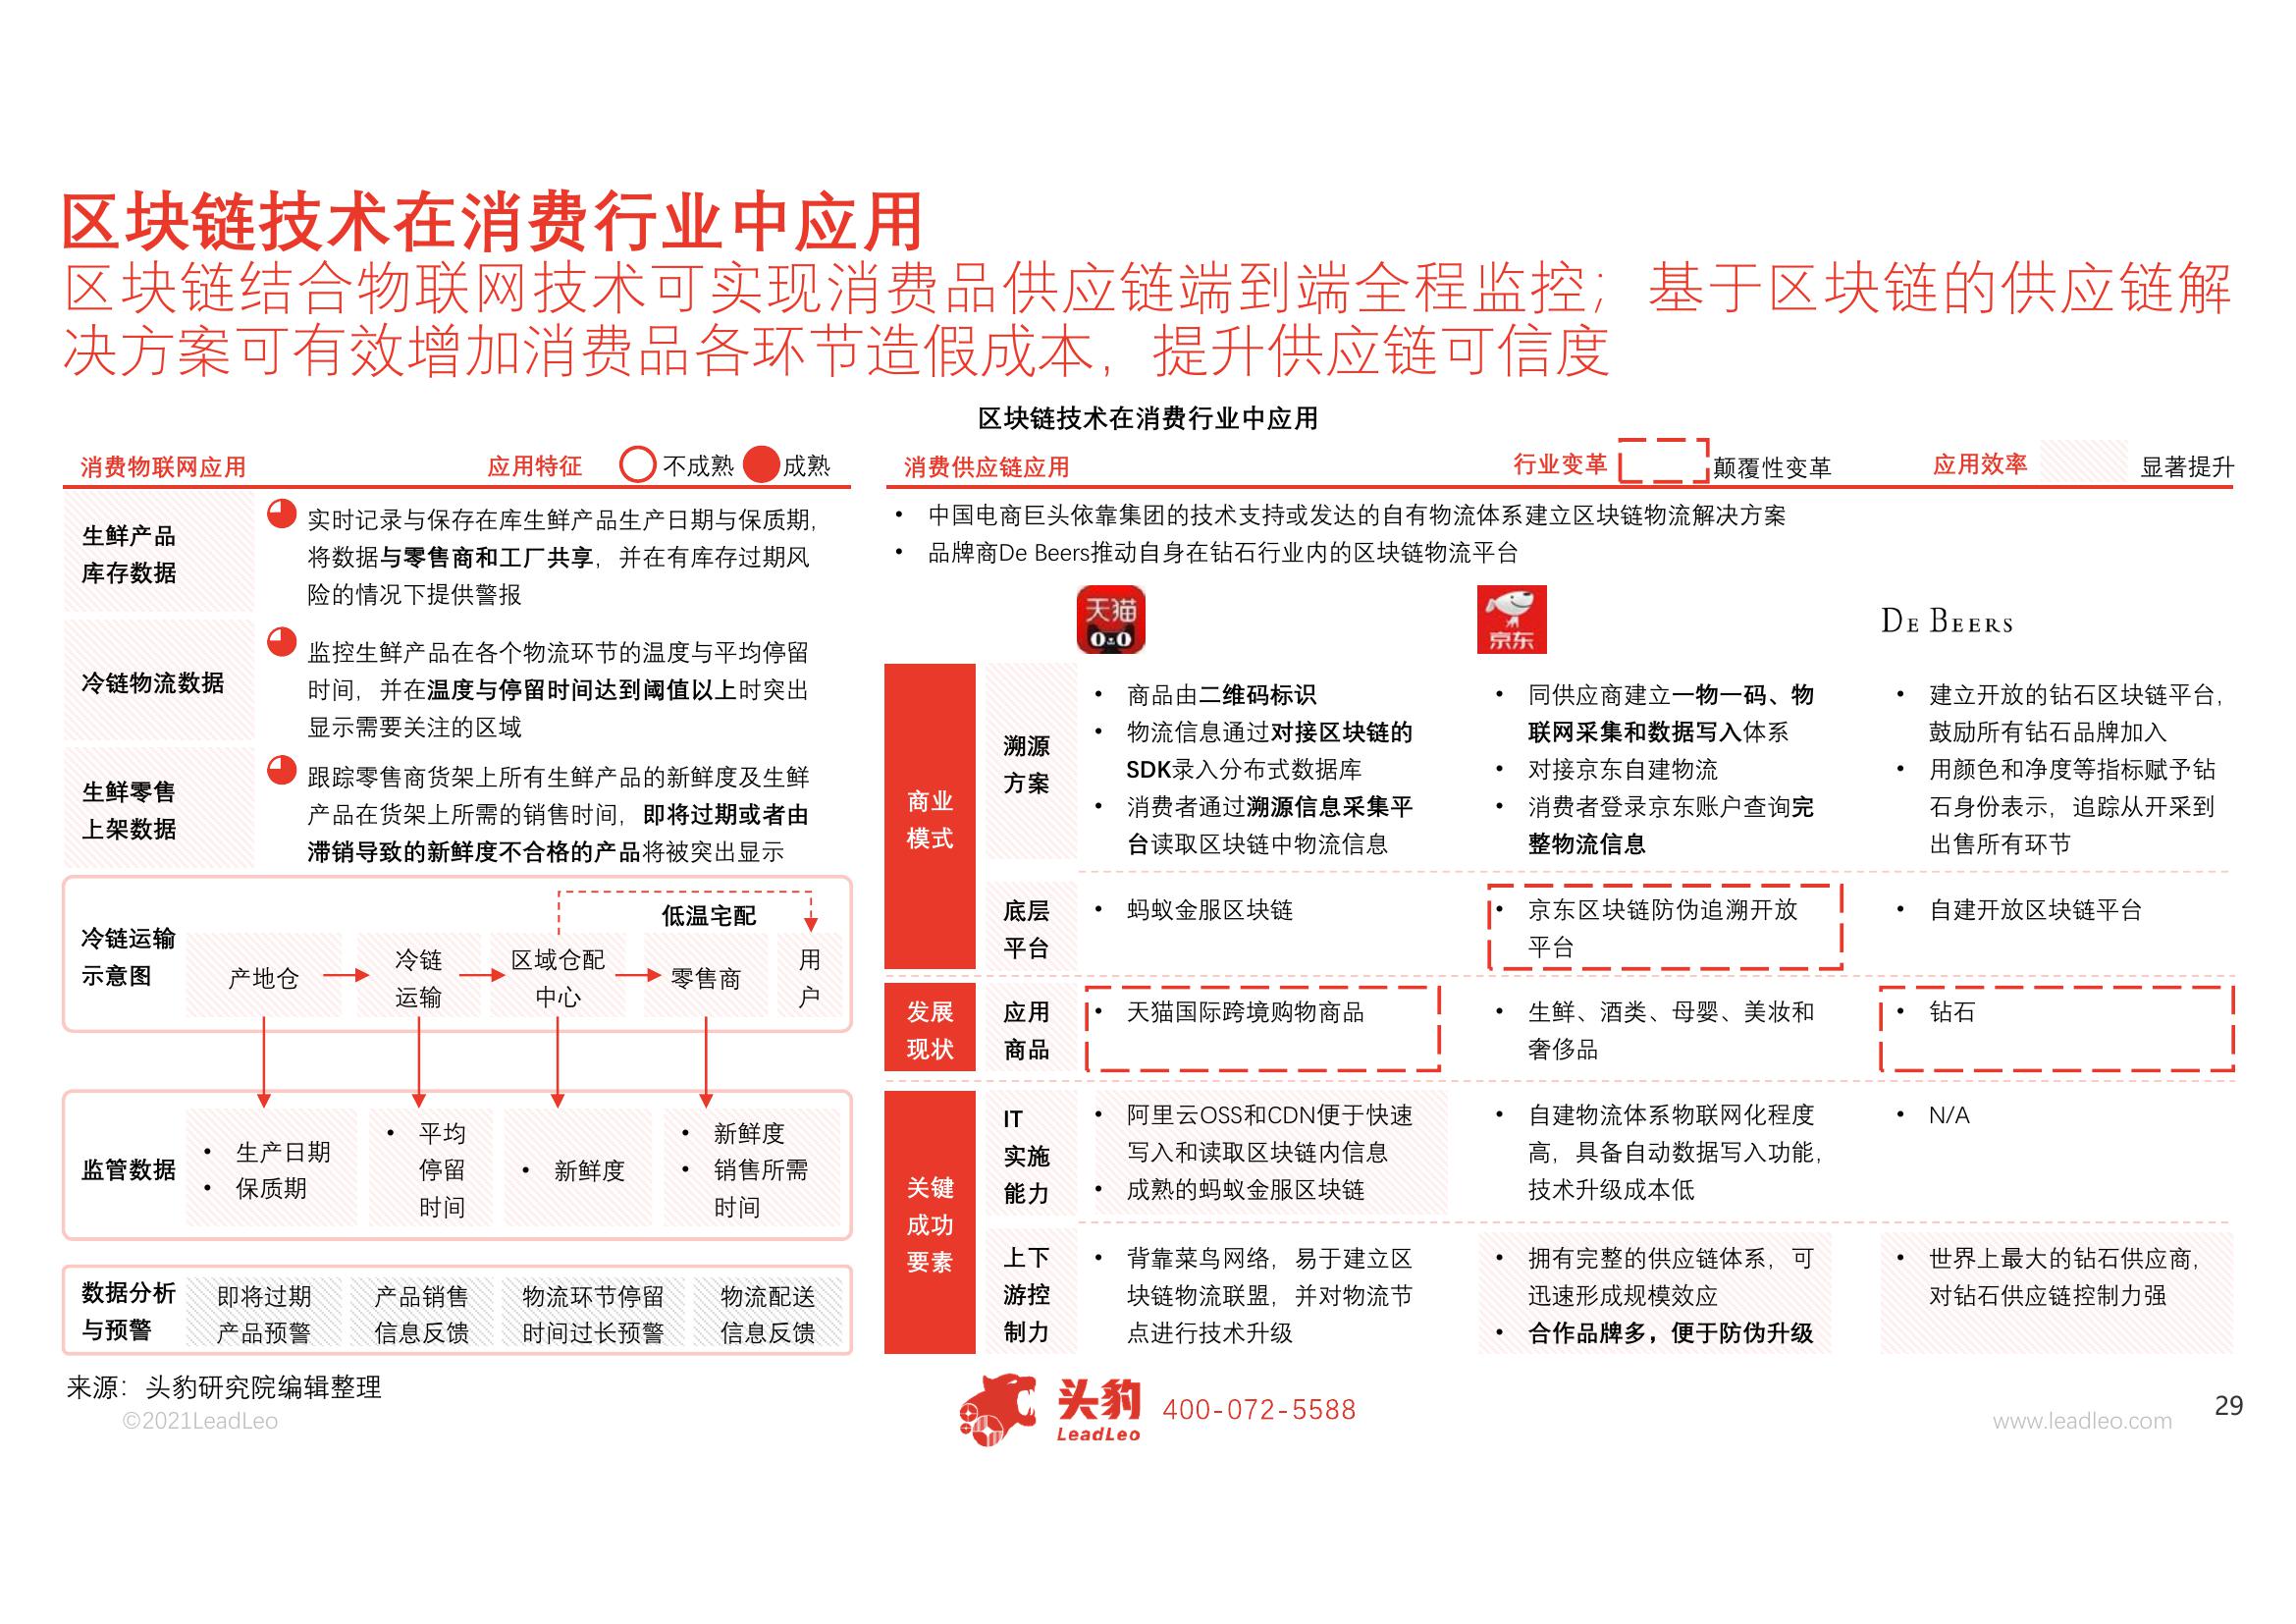 区块链技术在消费行业中应用
区块链结合物联网技术可实现消费品供应链端到端全程监控；基于区块链的供应链解
决方案可有效增加消费品各环节造假成本，提升供应链可信度
区块链技术在消费行业中应用
消费物联网应用
应用特征
不成熟
成熟
生鲜产品
库存数据
实时记录与保存在库生鲜产品生产日期与保质期，
将数据与零售商和工厂共享，并在有库存过期风
险的情况下提供警报
冷链物流数据
监控生鲜产品在各个物流环节的温度与平均停留
时间，并在温度与停留时间达到阈值以上时突出
显示需要关注的区域
生鲜零售
上架数据
跟踪零售商货架上所有生鲜产品的新鲜度及生鲜
产品在货架上所需的销售时间，即将过期或者由
滞销导致的新鲜度不合格的产品将被突出显示
冷链运输
示意图
低温宅配
产地仓
冷链
运输
区域仓配
中心
零售商
用
户
监管数据
• 生产日期
• 保质期
• 平均
停留
时间
• 新鲜度
• 新鲜度
• 销售所需
时间
数据分析
与预警
即将过期
产品预警
产品销售
信息反馈
物流环节停留
时间过长预警
物流配送
信息反馈
消费供应链应用
行业变革
颠覆性变革
应用效率
显著提升
• 中国电商巨头依靠集团的技术支持或发达的自有物流体系建立区块链物流解决方案
• 品牌商De Beers推动自身在钻石行业内的区块链物流平台
天猫
京东
DE BEERS
商业
模式
溯源
方案
• 商品由二维码标识
• 物流信息通过对接区块链的
SDK录入分布式数据库
• 消费者通过溯源信息采集平
台读取区块链中物流信息
• 同供应商建立一物一码、物
联网采集和数据写入体系
• 对接京东自建物流
• 消费者登录京东账户查询完
整物流信息
• 建立开放的钻石区块链平台，
鼓励所有钻石品牌加入
• 用颜色和净度等指标赋予钻
石身份表示，追踪从开采到
出售所有环节
底层
平台
• 蚂蚁金服区块链
• 京东区块链防伪追溯开放
平台
• 自建开放区块链平台
发展
现状
应用
商品
• 天猫国际跨境购物商品
• 生鲜、酒类、母婴、美妆和
奢侈品
• 钻石
关键
成功
要素
IT
实施
能力
• 阿里云OSS和CDN便于快速
写入和读取区块链内信息
• 成熟的蚂蚁金服区块链
• 自建物流体系物联网化程度
高，具备自动数据写入功能，
技术升级成本低
• N/A
上下
游控
制力
• 背靠菜鸟网络，易于建立区
块链物流联盟，并对物流节
点进行技术升级
• 拥有完整的供应链体系，可
迅速形成规模效应
• 合作品牌多，便于防伪升级
• 世界上最大的钻石供应商，
对钻石供应链控制力强
来源：头豹研究院编辑整理
©2021LeadLeo
头豹
LeadLeo
400-072-5588
www.leadleo.com
29